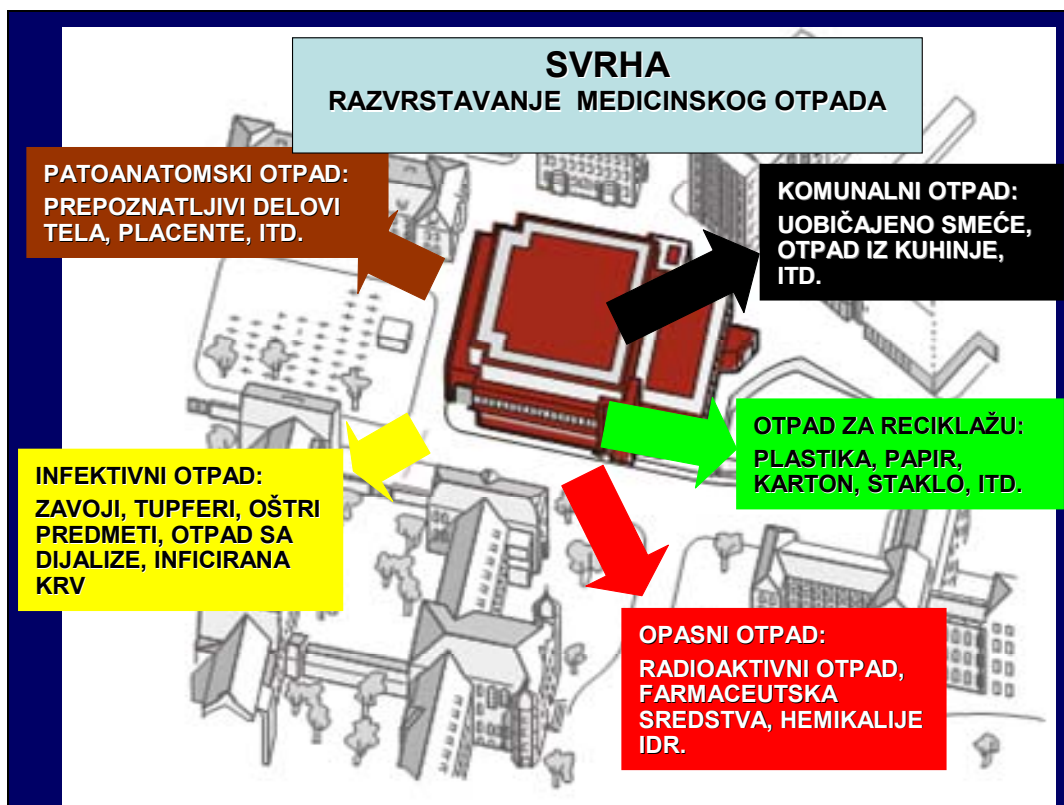 SVRHA
RAZVRSTAVANJE MEDICINSKOG OTPADA
PATOANATOMSKI OTPAD:
PREPOZNATLJIVI DELOVI
TELA, PLACENTE, ITD.
KOMUNALNI OTPAD:
UOBIČAJENO SMEĆE,
OTPAD IZ KUHINJE,
ITD.
OTPAD ZA RECIKLAŽU:
PLASTIKA, PAPIR,
KARTON, STAKLO, ITD.
INFEKTIVNI OTPAD:
ZAVOJI, TUPFERI, OŠTRI
PREDMETI, OTPAD SA
DIJALIZE, INFICIRANA
KRV
OPASNI OTPAD:
RADIOAKTIVNI OTPAD,
FARMACEUTSKA
SREDSTVA, HEMIKALIJE
IDR.